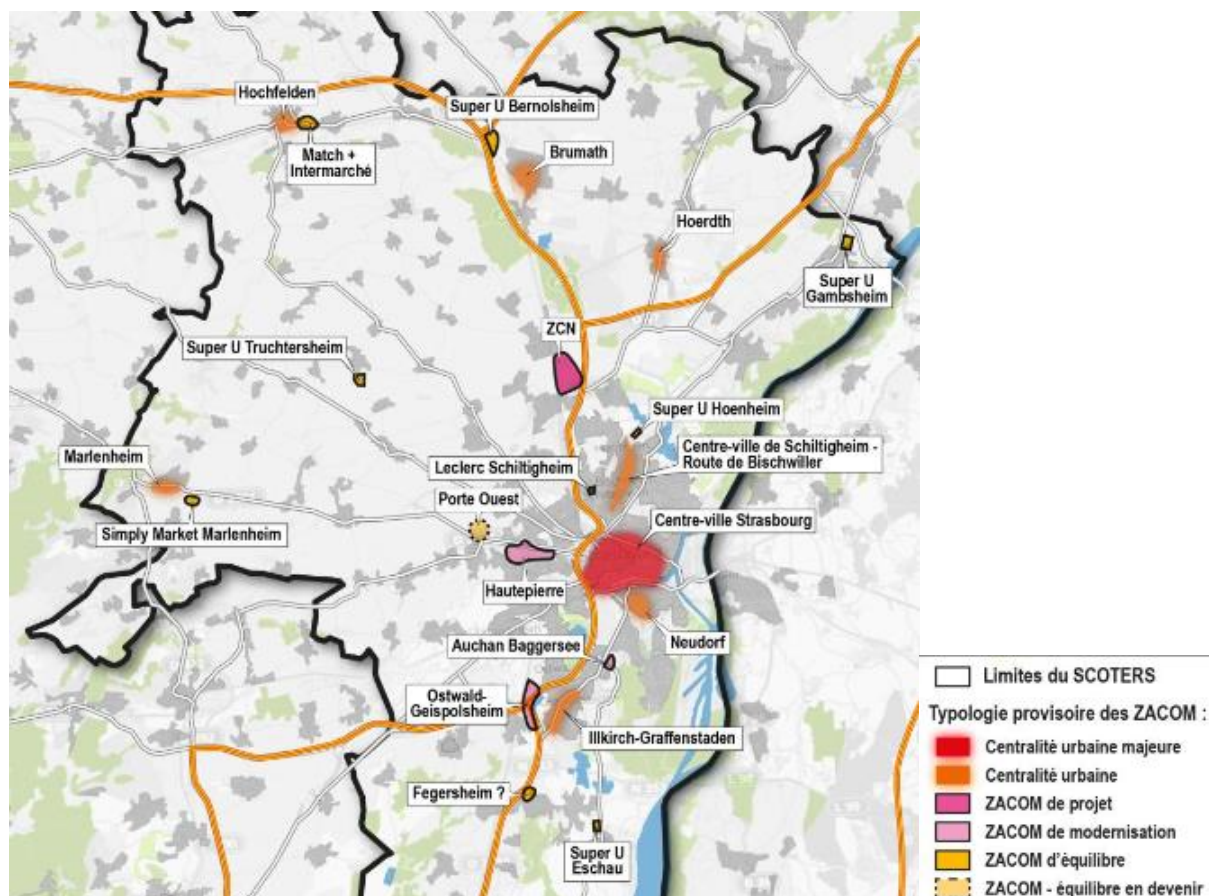 Hochfelden
Super U Bernolsheim
Match +
Intermarché
Brumath
Hoerdth
Super U
Gambsheim
ZCN
Super U Truchtersheim
Super U Hoenheim
Centre-ville de Schiltigheim -
Route de Bischwiller
Marlenheim
Leclerc Schiltigheim
Porte Ouest
Centre-ville Strasbourg
Simply Market Marlenheim
Hautepierre
Auchan Baggersee
Neudorf
Ostwald-
Geispolsheim
Illkirch-Graffenstaden
Fegersheim ?
Super U
Eschau
Limites du SCOTERS
Typologie provisoire des ZACOM :
Centralité urbaine majeure
Centralité urbaine
ZACOM de projet
ZACOM de modernisation
ZACOM d'èquilibre
ZACOM - équilibre en devenir